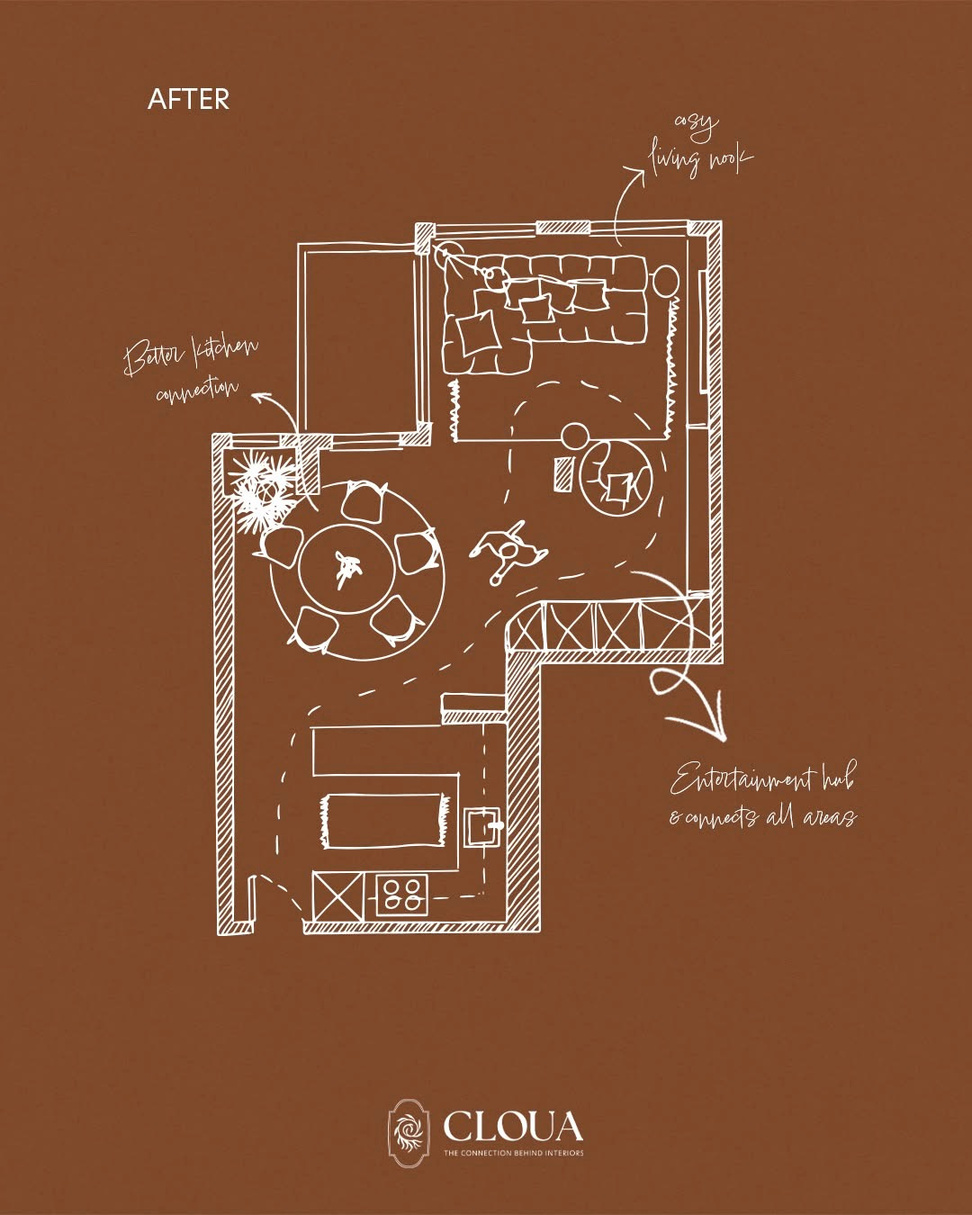 AFTER
cosy
living nook
Better kitchen
connection
Entertainment hub
& connects all areas
CLOUA
THE CONNECTION BEHIND INTERIORS